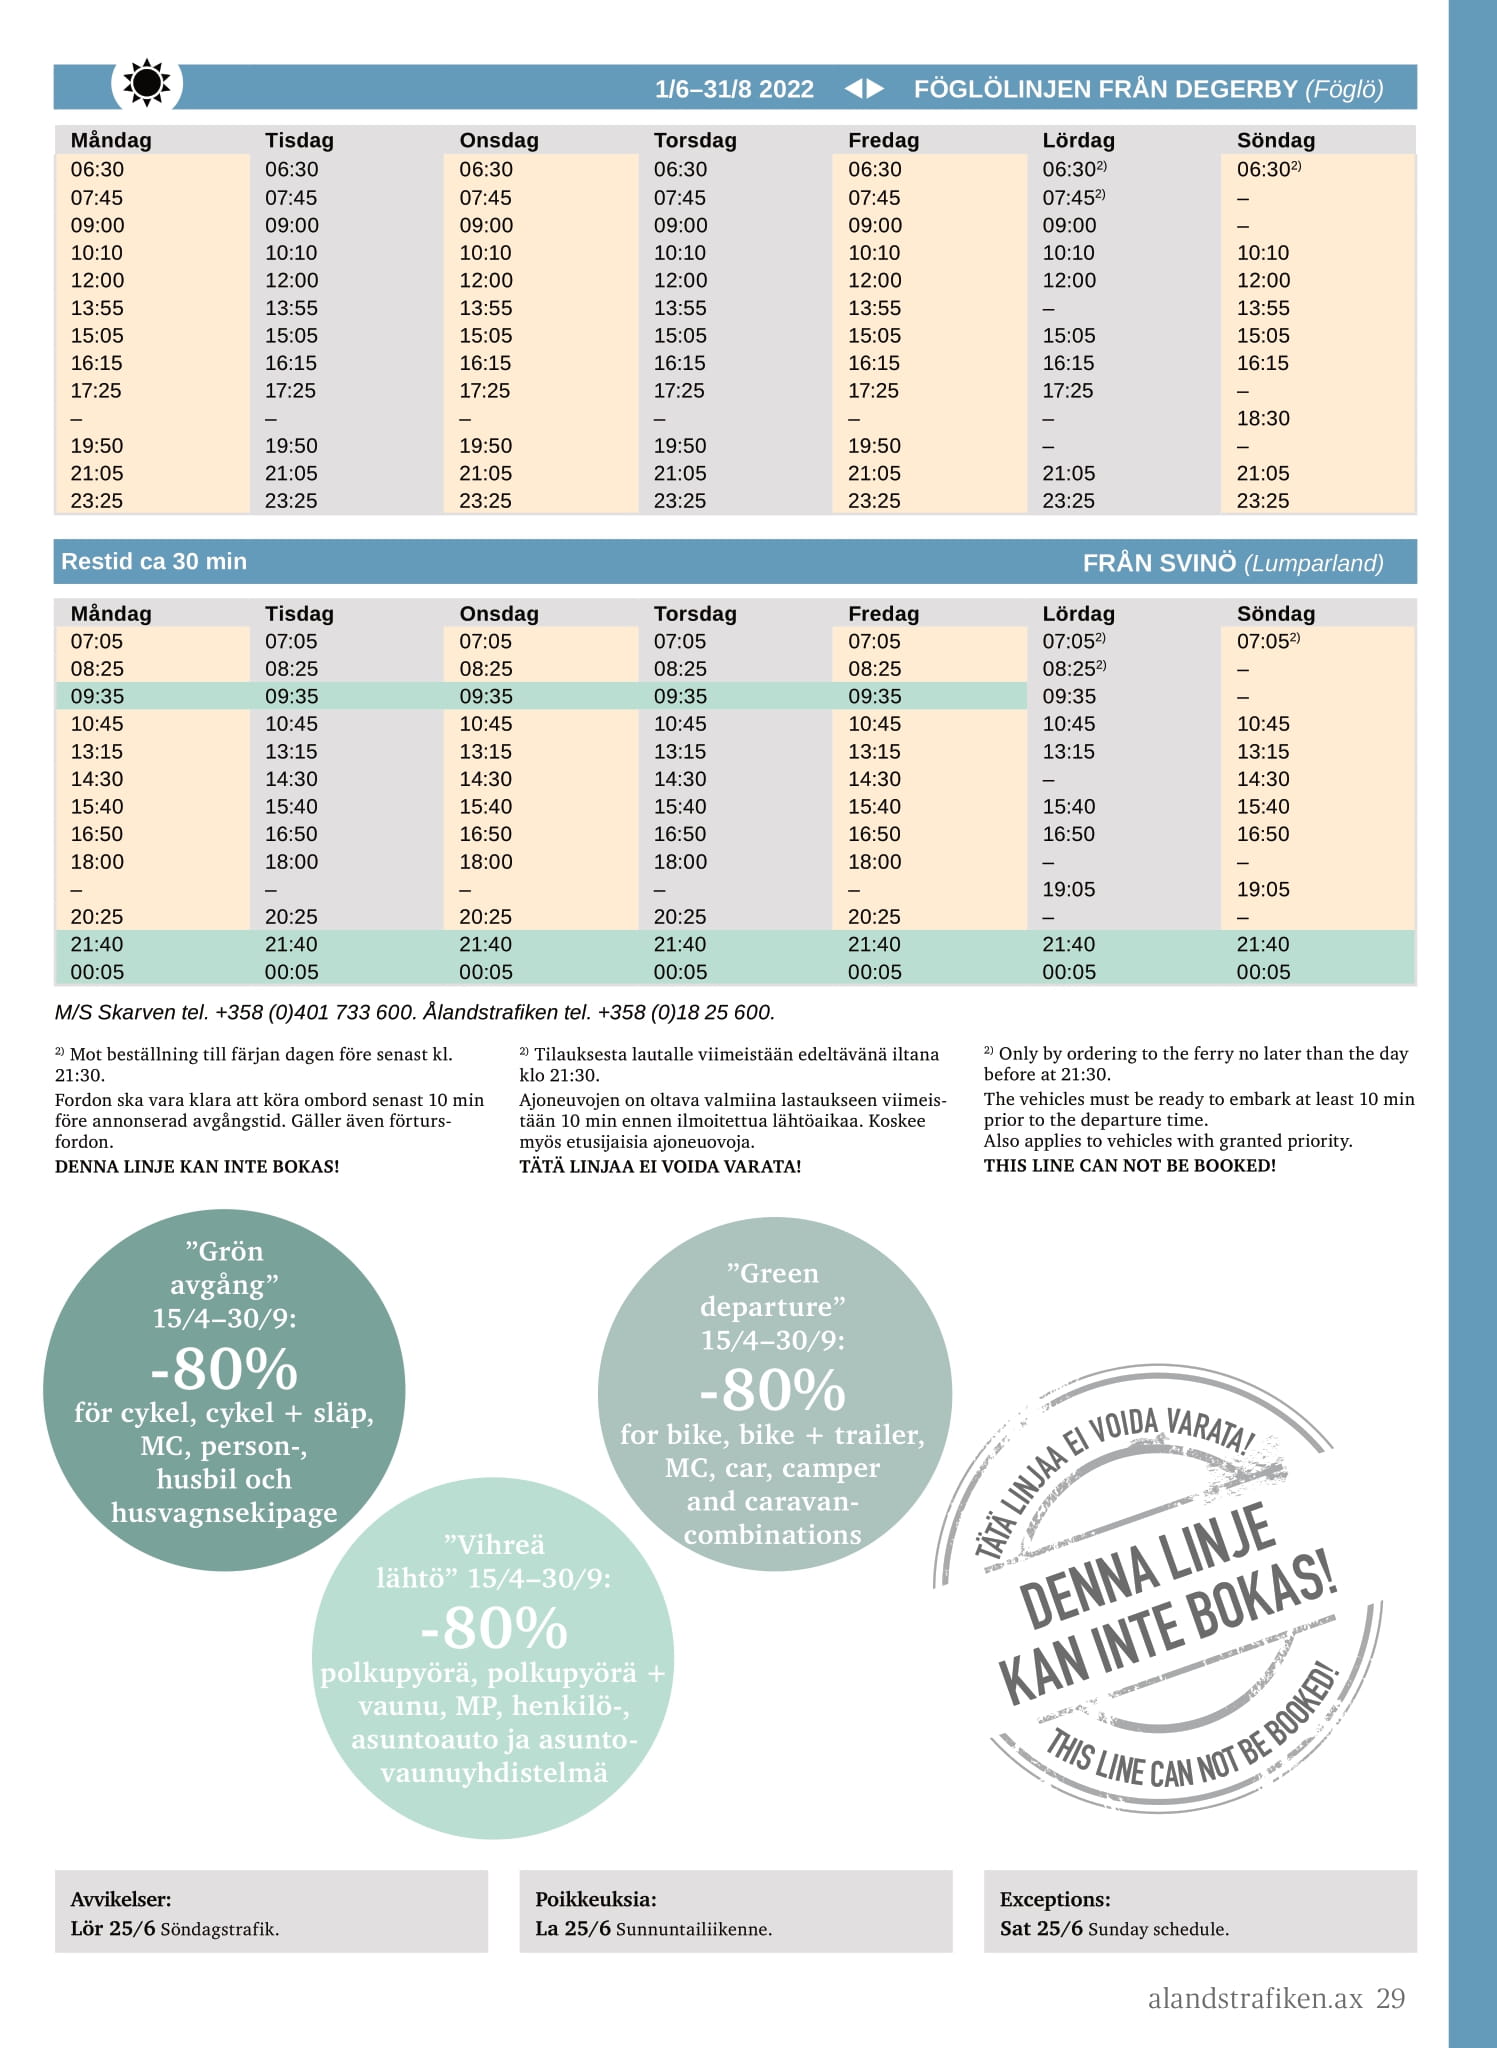 1/6–31/8 2022 ◀▶ FÖGLÖLINJEN FRÅN DEGERBY (Föglö)
Måndag Tisdag Onsdag Torsdag Fredag Lördag Söndag
06:30 06:30 06:30 06:30 06:30 06:30²⁾ 06:30²⁾
07:45 07:45 07:45 07:45 07:45 07:45²⁾ –
09:00 09:00 09:00 09:00 09:00 09:00 –
10:10 10:10 10:10 10:10 10:10 10:10 10:10
12:00 12:00 12:00 12:00 12:00 12:00 12:00
13:55 13:55 13:55 13:55 13:55 – 13:55
15:05 15:05 15:05 15:05 15:05 15:05 15:05
16:15 16:15 16:15 16:15 16:15 16:15 16:15
17:25 17:25 17:25 17:25 17:25 17:25 –
– – – – – – 18:30
19:50 19:50 19:50 19:50 19:50 – –
21:05 21:05 21:05 21:05 21:05 21:05 21:05
23:25 23:25 23:25 23:25 23:25 23:25 23:25
Restid ca 30 min FRÅN SVINÖ (Lumparland)
Måndag Tisdag Onsdag Torsdag Fredag Lördag Söndag
07:05 07:05 07:05 07:05 07:05 07:05²⁾ 07:05²⁾
08:25 08:25 08:25 08:25 08:25 08:25²⁾ –
09:35 09:35 09:35 09:35 09:35 09:35 –
10:45 10:45 10:45 10:45 10:45 10:45 10:45
13:15 13:15 13:15 13:15 13:15 13:15 13:15
14:30 14:30 14:30 14:30 14:30 – 14:30
15:40 15:40 15:40 15:40 15:40 15:40 15:40
16:50 16:50 16:50 16:50 16:50 16:50 16:50
18:00 18:00 18:00 18:00 18:00 – –
– – – – – 19:05 19:05
20:25 20:25 20:25 20:25 20:25 – –
21:40 21:40 21:40 21:40 21:40 21:40 21:40
00:05 00:05 00:05 00:05 00:05 00:05 00:05
M/S Skarven tel. +358 (0)401 733 600. Ålandstrafiken tel. +358 (0)18 25 600.
²⁾ Mot beställning till färjan dagen före senast kl.
21:30.
Fordon ska vara klara att köra ombord senast 10 min
före annonserad avgångstid. Gäller även förturs-
fordon.
DENNA LINJE KAN INTE BOKAS!
²⁾ Tilauksesta lautalle viimeistään edeltävänä iltana
klo 21:30.
Ajoneuvojen on oltava valmiina lastaukseen viimeis-
tään 10 min ennen ilmoitettua lähtöaikaa. Koskee
myös etusijaisia ajoneuovoja.
TÄTÄ LINJAA EI VOIDA VARATA!
²⁾ Only by ordering to the ferry no later than the day
before at 21:30.
The vehicles must be ready to embark at least 10 min
prior to the departure time.
Also applies to vehicles with granted priority.
THIS LINE CAN NOT BE BOOKED!
”Grön
avgång”
15/4–30/9:
-80%
för cykel, cykel + släp,
MC, person-,
husbil och
husvagnsekipage
”Vihreä
lähtö” 15/4–30/9:
-80%
polkupyörä, polkupyörä +
vaunu, MP, henkilö-,
asuntoauto ja asunto-
vaunuyhdistelmä
”Green
departure”
15/4–30/9:
-80%
for bike, bike + trailer,
MC, car, camper
and caravan-
combinations
TÄTÄ LINJAA EI VOIDA VARATA!
DENNA LINJE
KAN INTE BOKAS!
THIS LINE CAN NOT BE BOOKED!
Avvikelser:
Lör 25/6 Söndagstrafik.
Poikkeuksia:
La 25/6 Sunnuntailiikenne.
Exceptions:
Sat 25/6 Sunday schedule.
alandstrafiken.ax 29